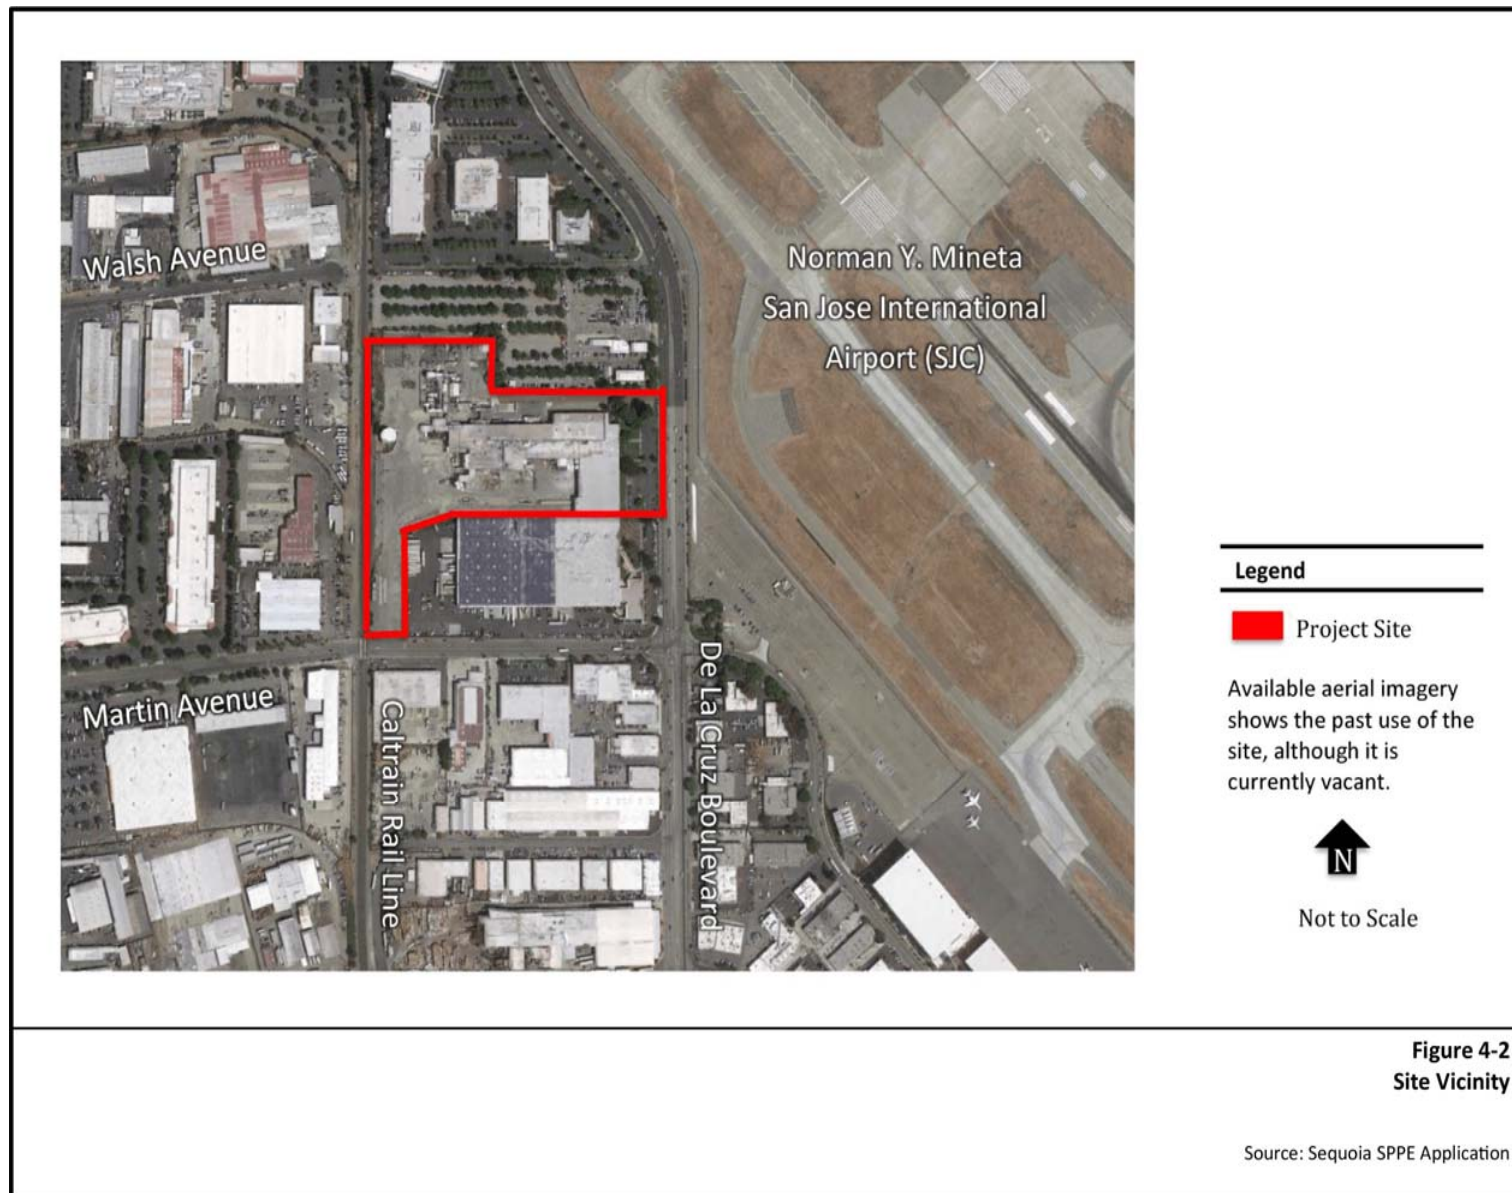 Walsh Avenue
Norman Y. Mineta
San Jose International
Airport (SJC)
Martin Avenue
Caltrain Rail Line
De La Cruz Boulevard
Legend
Project Site
Available aerial imagery
shows the past use of the
site, although it is
currently vacant.
N
Not to Scale
Figure 4-2
Site Vicinity
Source: Sequoia SPPE Application